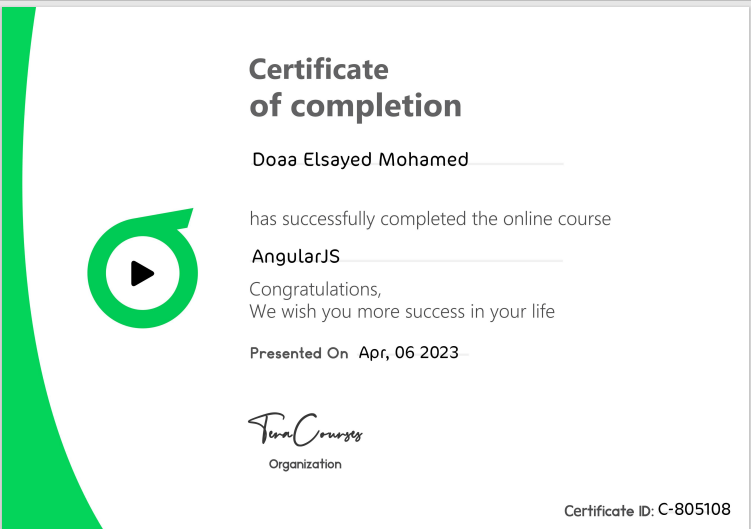 Certificate
of completion
Doaa Elsayed Mohamed
has successfully completed the online course
AngularJS
Congratulations,
We wish you more success in your life
Presented On Apr, 06 2023
TeraCourses
Organization
Certificate ID: C-805108